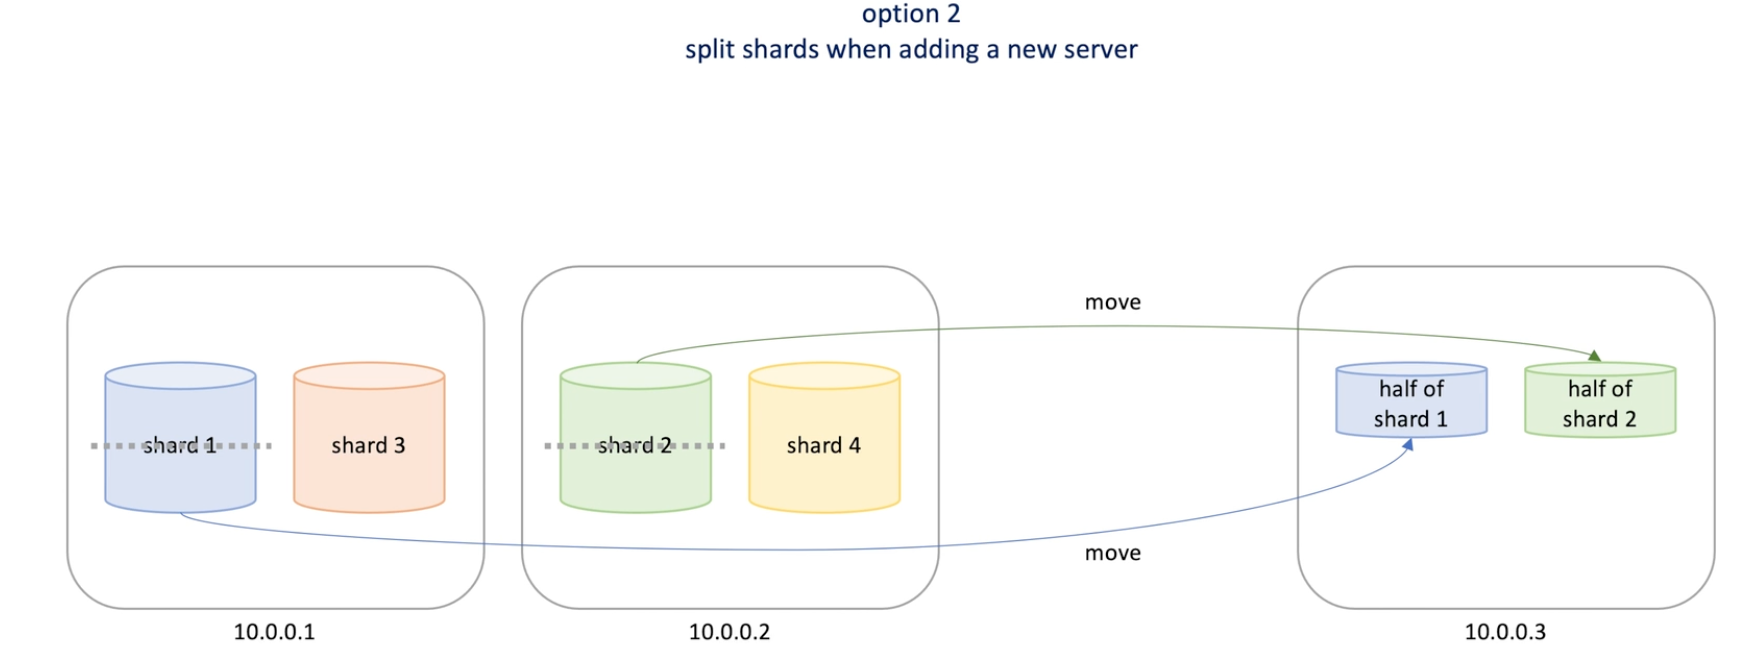 option 2
split shards when adding a new server
move
half of
shard 1
half of
shard 2
shard 1
shard 3
shard 2
shard 4
move
10.0.0.1
10.0.0.2
10.0.0.3